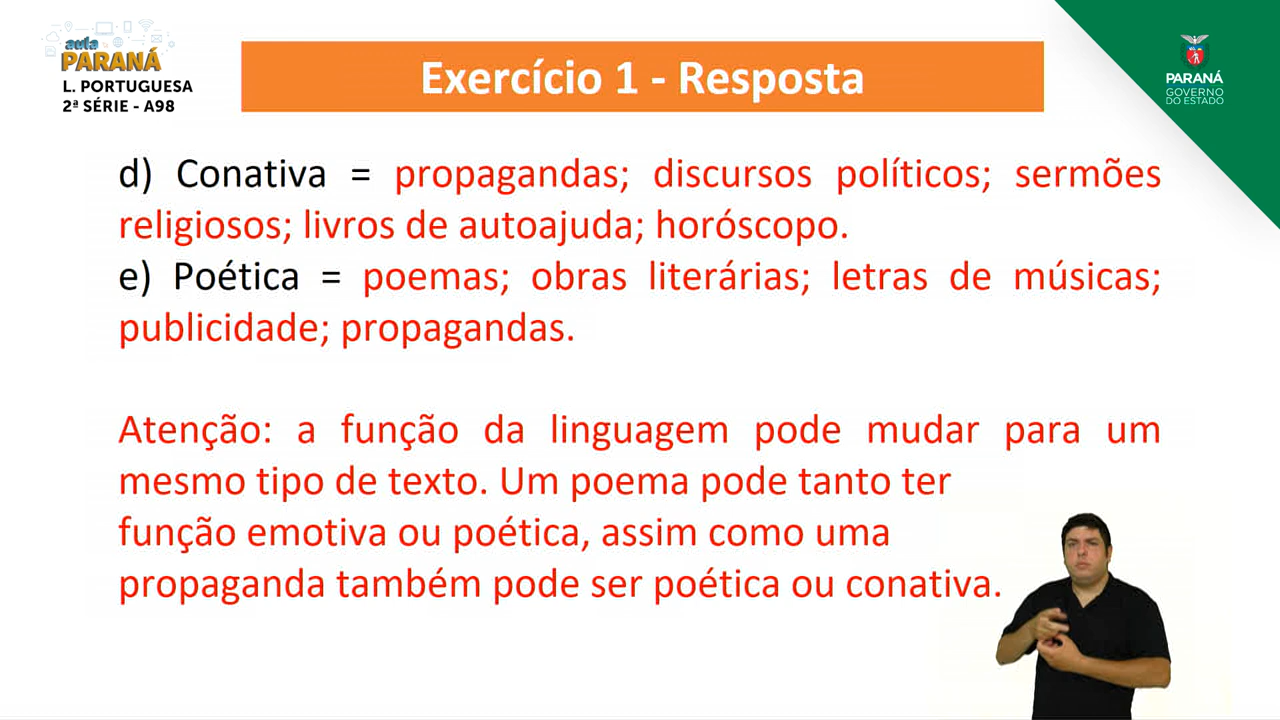 aula
PARANÁ
L. PORTUGUESA
2ª SÉRIE - A98
Exercício 1 - Resposta
PARANÁ
GOVERNO
DO ESTADO
d) Conativa = propagandas; discursos políticos; sermões
religiosos; livros de autoajuda; horóscopo.
e) Poética = poemas; obras literárias; letras de músicas;
publicidade; propagandas.
Atenção: a função da linguagem pode mudar para um
mesmo tipo de texto. Um poema pode tanto ter
função emotiva ou poética, assim como uma
propaganda também pode ser poética ou conativa.